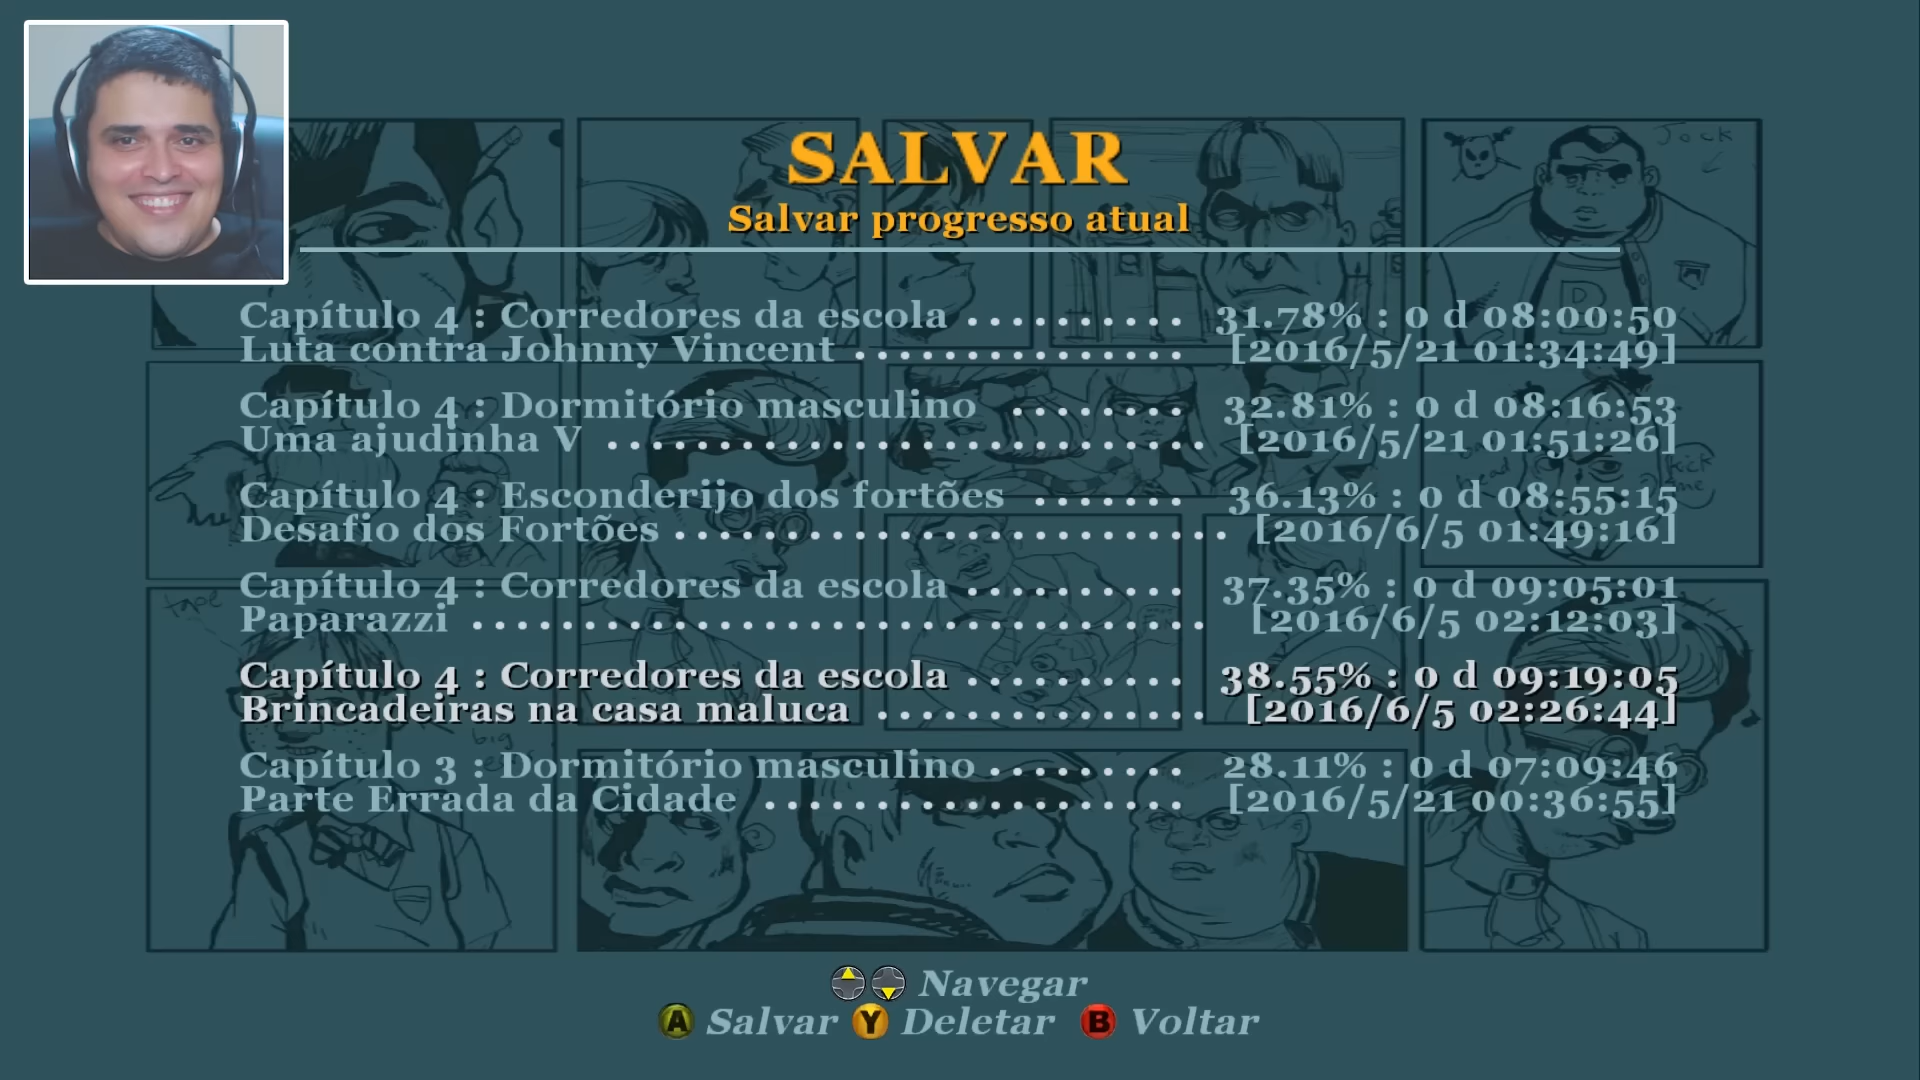 SALVAR
Salvar progresso atual
Jock
Capítulo 4 : Corredores da escola .......... 31.78% : 0 d 08:00:50
Luta contra Johnny Vincent ............... [2016/5/21 01:34:49]
Capítulo 4 : Dormitório masculino ........ 32.81% : 0 d 08:16:53
Uma ajudinha V ........................... [2016/5/21 01:51:26]
Capítulo 4 : Esconderijo dos fortões ....... 36.13% : 0 d 08:55:15
Desafio dos Fortões ......................... [2016/6/5 01:49:16]
Capítulo 4 : Corredores da escola .......... 37.35% : 0 d 09:05:01
Paparazzi ................................. [2016/6/5 02:12:03]
tape
Capítulo 4 : Corredores da escola .......... 38.55% : 0 d 09:19:05
Brincadeiras na casa maluca ............... [2016/6/5 02:26:44]
big
Capítulo 3 : Dormitório masculino ......... 28.11% : 0 d 07:09:46
Parte Errada da Cidade ................... [2016/5/21 00:36:55]
Navegar
A Salvar Y Deletar B Voltar